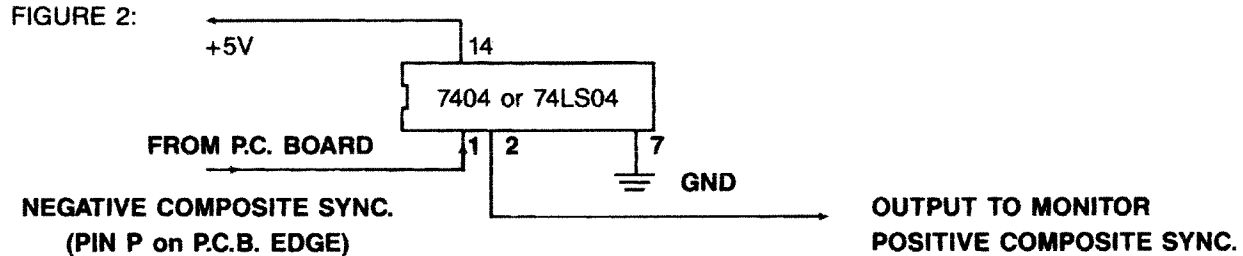 FIGURE 2:
+5V
14
7404 or 74LS04
FROM P.C. BOARD
1 2
7
GND
NEGATIVE COMPOSITE SYNC.
(PIN P on P.C.B. EDGE)
OUTPUT TO MONITOR
POSITIVE COMPOSITE SYNC.